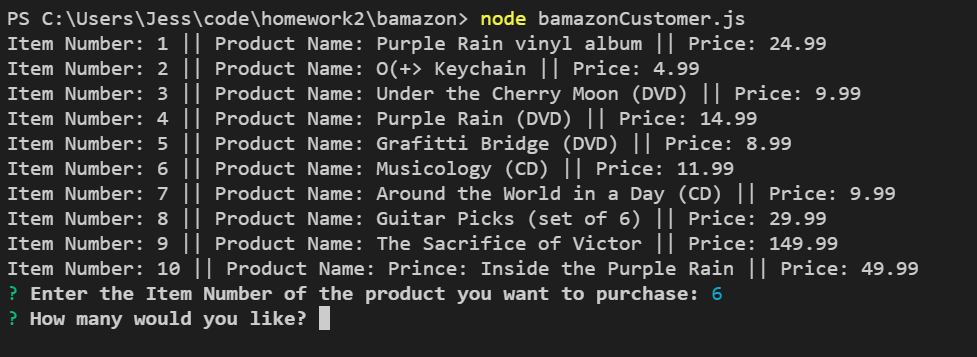 PS C:\Users\Jess\code\homework2\bamazon> node bamazonCustomer.js
Item Number: 1 || Product Name: Purple Rain vinyl album || Price: 24.99
Item Number: 2 || Product Name: O(+> Keychain || Price: 4.99
Item Number: 3 || Product Name: Under the Cherry Moon (DVD) || Price: 9.99
Item Number: 4 || Product Name: Purple Rain (DVD) || Price: 14.99
Item Number: 5 || Product Name: Grafitti Bridge (DVD) || Price: 8.99
Item Number: 6 || Product Name: Musicology (CD) || Price: 11.99
Item Number: 7 || Product Name: Around the World in a Day (CD) || Price: 9.99
Item Number: 8 || Product Name: Guitar Picks (set of 6) || Price: 29.99
Item Number: 9 || Product Name: The Sacrifice of Victor || Price: 149.99
Item Number: 10 || Product Name: Prince: Inside the Purple Rain || Price: 49.99
? Enter the Item Number of the product you want to purchase: 6
? How many would you like?